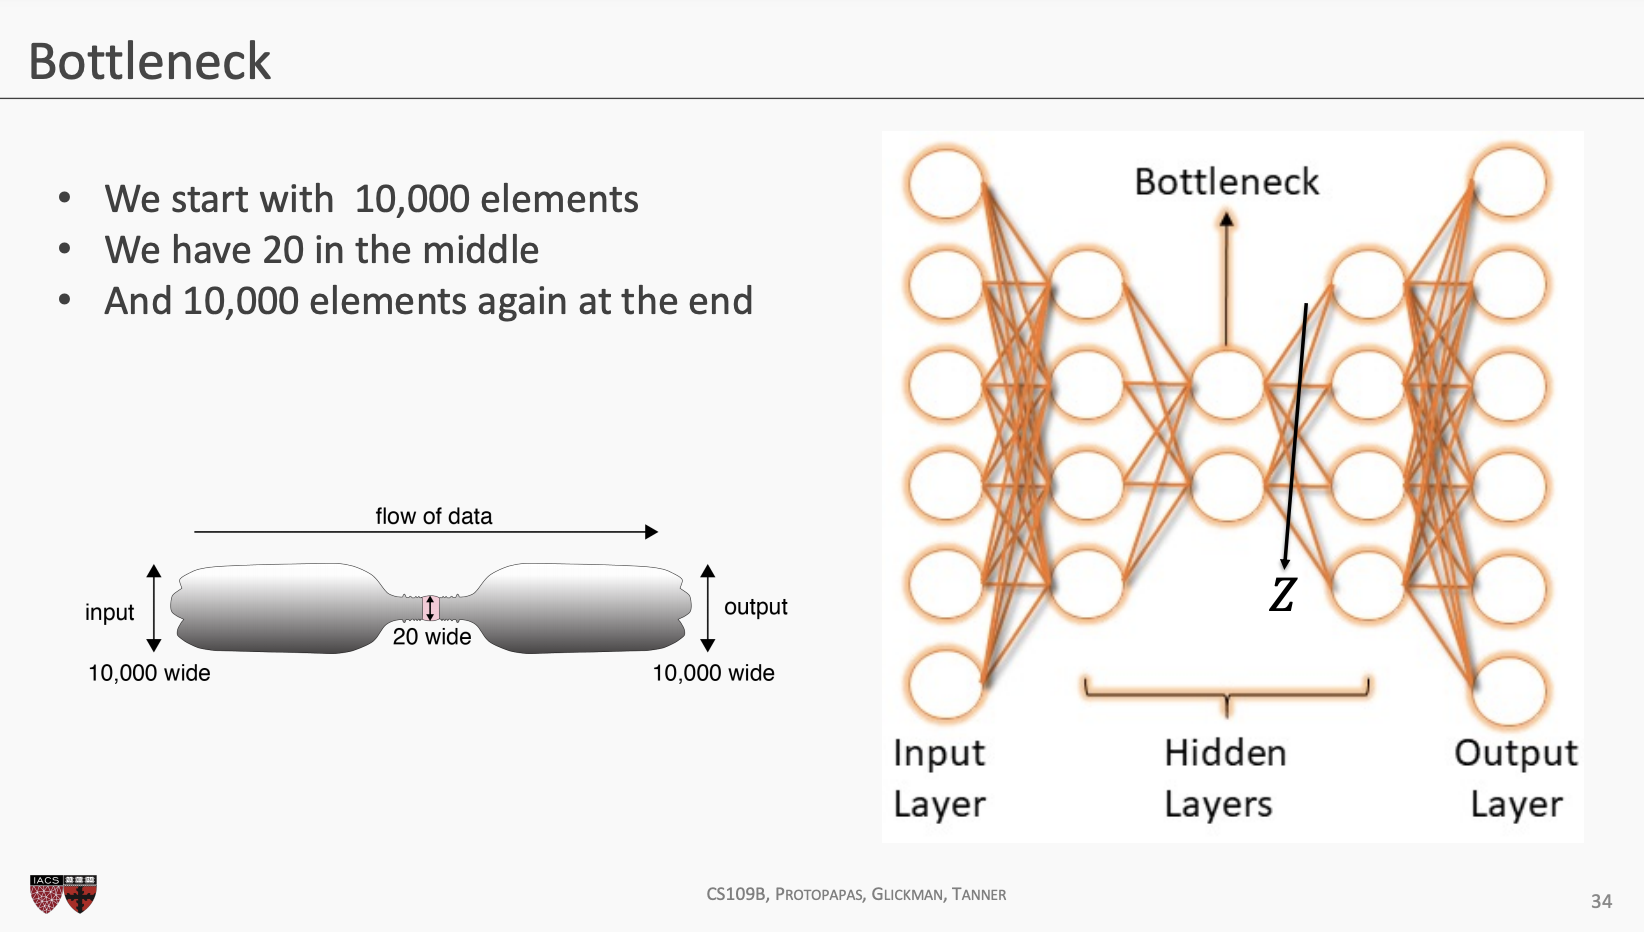 Bottleneck
• We start with  10,000 elements
• We have 20 in the middle
• And 10,000 elements again at the end
flow of data
input
output
20 wide
10,000 wide
10,000 wide
Bottleneck
Z
Input
Layer
Hidden
Layers
Output
Layer
IACS
CS109B, PROTOPAPAS, GLICKMAN, TANNER
34